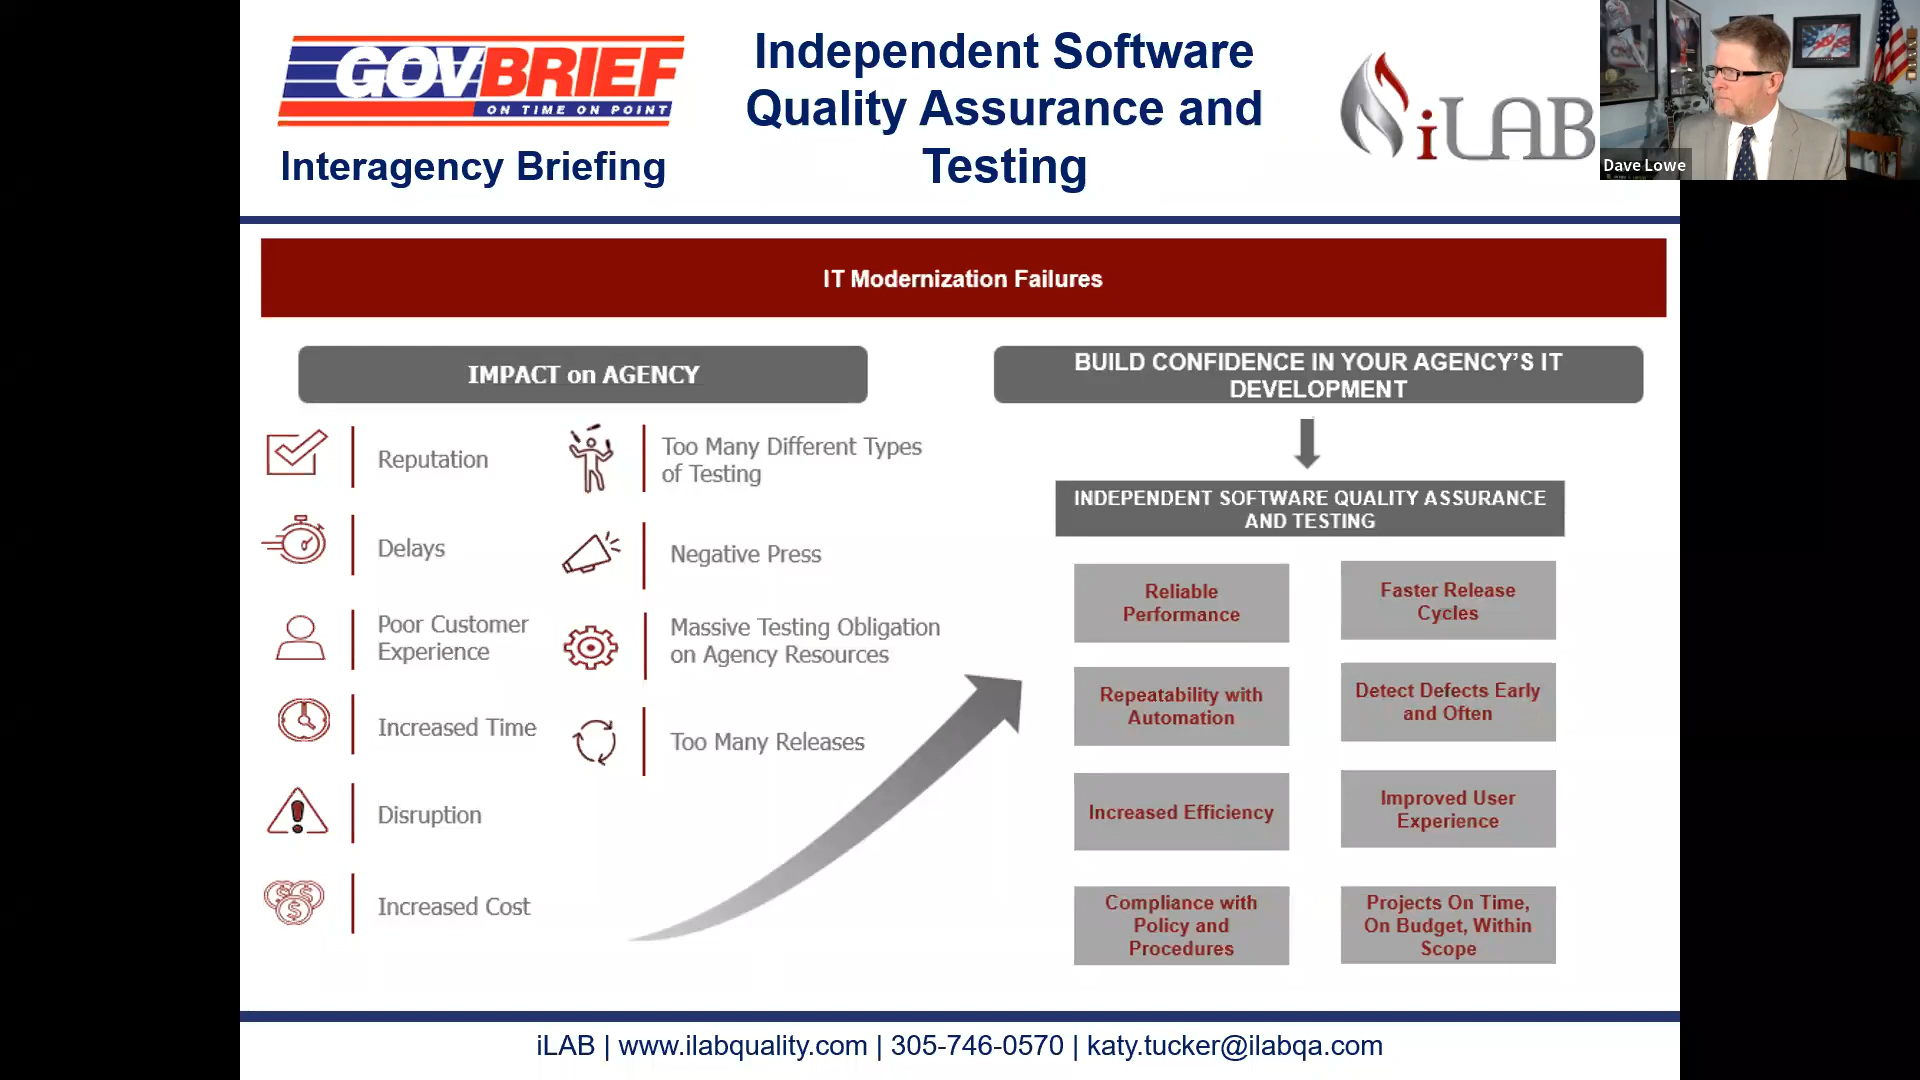 GOVBRIEF
ON TIME ON POINT
Interagency Briefing
Independent Software
Quality Assurance and
Testing
iLAB
Dave Lowe
IT Modernization Failures
IMPACT on AGENCY
Reputation
Delays
Poor Customer
Experience
Increased Time
Disruption
Increased Cost
Too Many Different Types
of Testing
Negative Press
Massive Testing Obligation
on Agency Resources
Too Many Releases
BUILD CONFIDENCE IN YOUR AGENCY'S IT
DEVELOPMENT
INDEPENDENT SOFTWARE QUALITY ASSURANCE
AND TESTING
Reliable
Performance
Faster Release
Cycles
Repeatability with
Automation
Detect Defects Early
and Often
Increased Efficiency
Improved User
Experience
Compliance with
Policy and
Procedures
Projects On Time,
On Budget, Within
Scope
iLAB | www.ilabquality.com | 305-746-0570 | katy.tucker@ilabqa.com